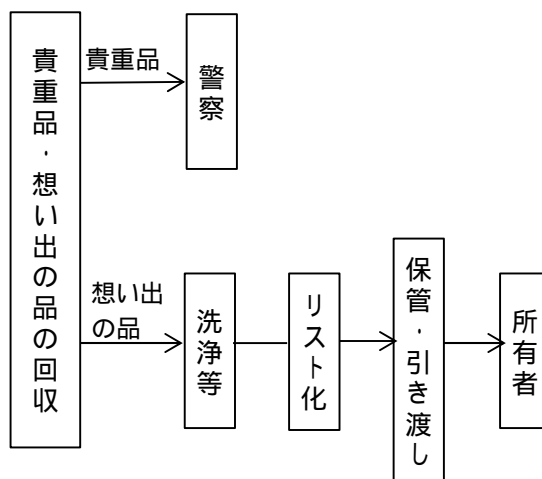 貴重品・想い出の品の回収
貴重品
警察
想い出
の品
洗浄等
リスト化
保管・引き渡し
所有者